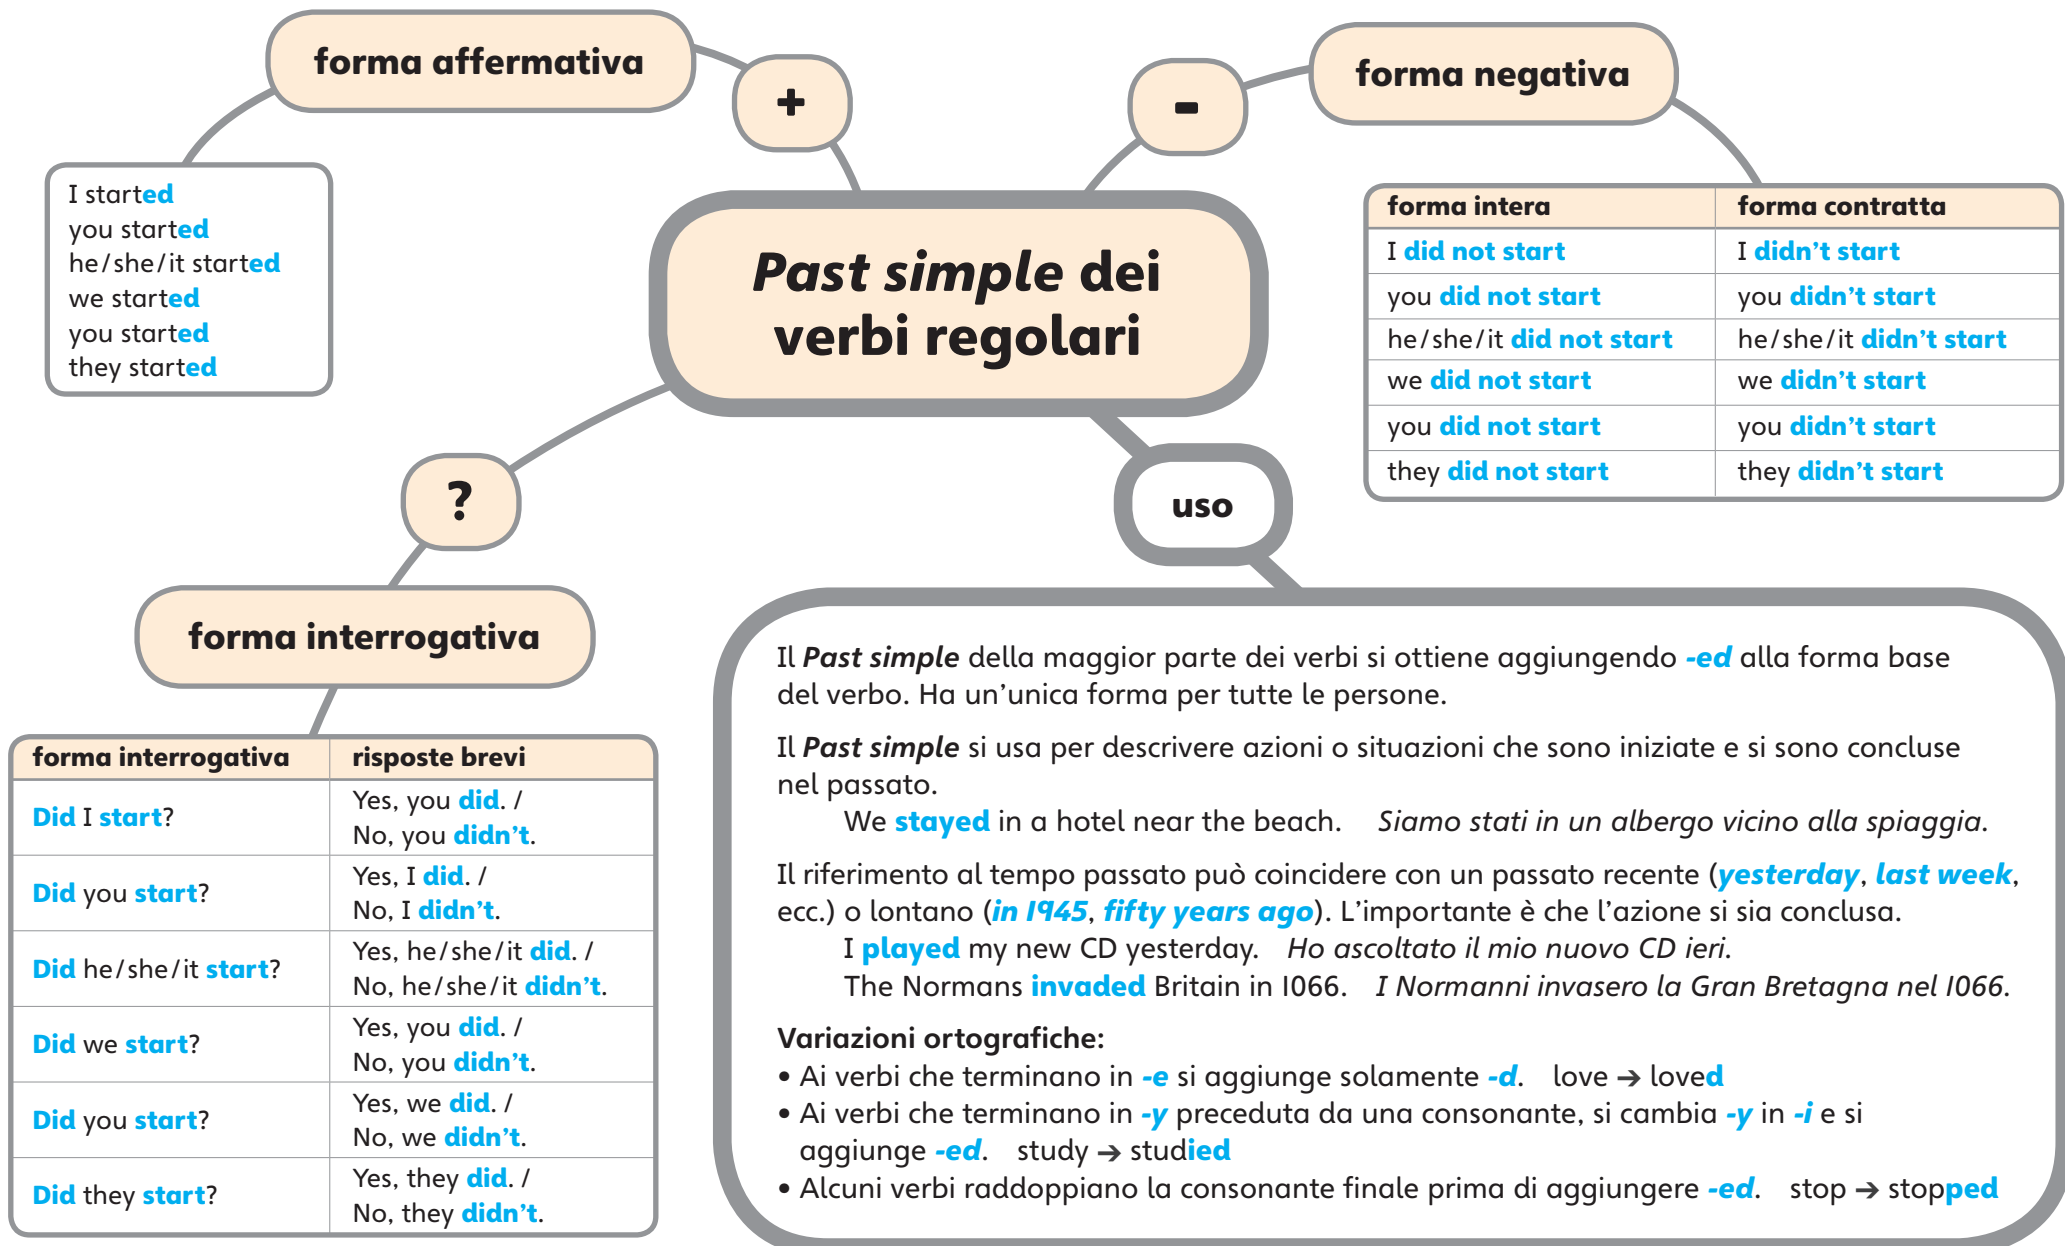 forma affermativa
+
I started
you started
he/she/it started
we started
you started
they started
-
forma negativa
forma intera forma contratta
I did not start I didn't start
you did not start you didn't start
he/she/it did not start he/she/it didn't start
we did not start we didn't start
you did not start you didn't start
they did not start they didn't start
Past simple dei
verbi regolari
?
forma interrogativa
forma interrogativa risposte brevi
Did I start? Yes, you did. /
No, you didn't.
Did you start? Yes, I did. /
No, I didn't.
Did he/she/it start? Yes, he/she/it did. /
No, he/she/it didn't.
Did we start? Yes, you did. /
No, you didn't.
Did you start? Yes, we did. /
No, we didn't.
Did they start? Yes, they did. /
No, they didn't.
uso
Il Past simple della maggior parte dei verbi si ottiene aggiungendo -ed alla forma base
del verbo. Ha un'unica forma per tutte le persone.
Il Past simple si usa per descrivere azioni o situazioni che sono iniziate e si sono concluse
nel passato.
We stayed in a hotel near the beach. Siamo stati in un albergo vicino alla spiaggia.
Il riferimento al tempo passato può coincidere con un passato recente (yesterday, last week,
ecc.) o lontano (in 1945, fifty years ago). L'importante è che l'azione si sia conclusa.
I played my new CD yesterday. Ho ascoltato il mio nuovo CD ieri.
The Normans invaded Britain in 1066. I Normanni invasero la Gran Bretagna nel 1066.
Variazioni ortografiche:
• Ai verbi che terminano in -e si aggiunge solamente -d. love → loved
• Ai verbi che terminano in -y preceduta da una consonante, si cambia -y in -i e si
aggiunge -ed. study → studied
• Alcuni verbi raddoppiano la consonante finale prima di aggiungere -ed. stop → stopped